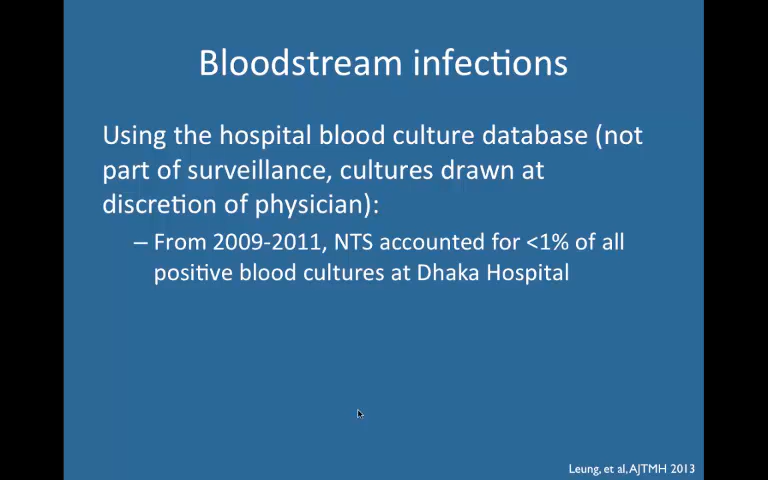 Bloodstream infections
Using the hospital blood culture database (not
part of surveillance, cultures drawn at
discretion of physician):
– From 2009-2011, NTS accounted for <1% of all
positive blood cultures at Dhaka Hospital
Leung, et al, AJTMH 2013